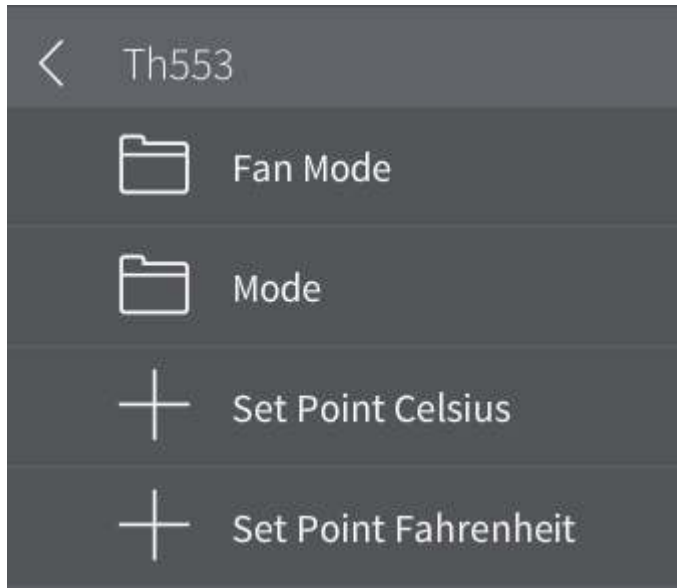 Th553
Fan Mode
Mode
Set Point Celsius
Set Point Fahrenheit